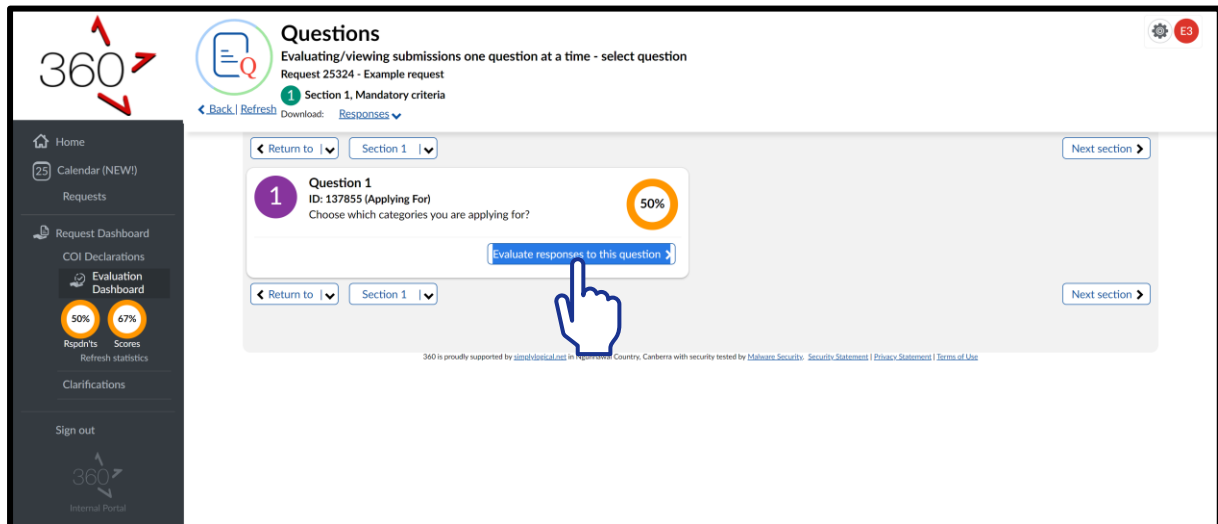 360
Questions
Evaluating/viewing submissions one question at a time - select question
Request 25324 - Example request
1 Section 1, Mandatory criteria
Back | Refresh
Download: Responses
E3
Home
25 Calendar (NEW!)
Requests
Request Dashboard
COI Declarations
Evaluation
Dashboard
50% 67%
Rspdn'ts Scores
Refresh statistics
Clarifications
Sign out
360
Internal Portal
Return to | Section 1 | Next section
1
Question 1
ID: 137855 (Applying For)
Choose which categories you are applying for?
50%
Evaluate responses to this question
Return to | Section 1 | Next section
360 is proudly supported by simplylogical.net in Country, Canberra with security tested by Malware Security. Security Statement | Privacy Statement | Terms of Use